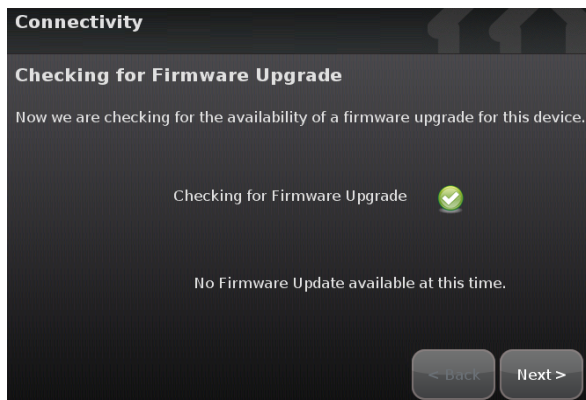 Connectivity
Checking for Firmware Upgrade
Now we are checking for the availability of a firmware upgrade for this device.
Checking for Firmware Upgrade
No Firmware Update available at this time.
< Back Next >